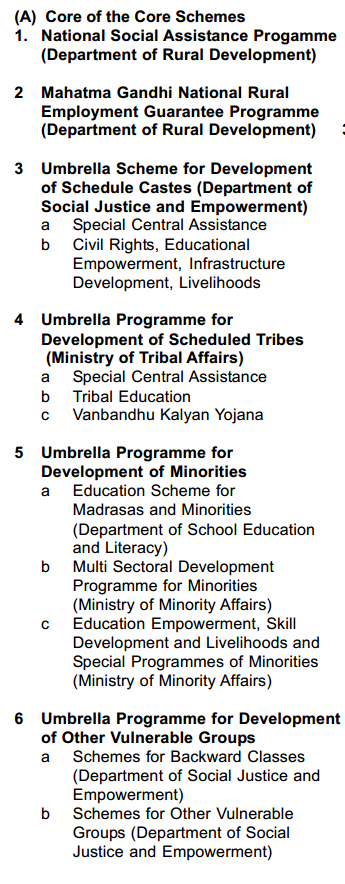 (A) Core of the Core Schemes
1. National Social Assistance Progamme
(Department of Rural Development)
2 Mahatma Gandhi National Rural
Employment Guarantee Programme
(Department of Rural Development)
3 Umbrella Scheme for Development
of Schedule Castes (Department of
Social Justice and Empowerment)
a Special Central Assistance
b Civil Rights, Educational
Empowerment, Infrastructure
Development, Livelihoods
4 Umbrella Programme for
Development of Scheduled Tribes
(Ministry of Tribal Affairs)
a Special Central Assistance
b Tribal Education
c Vanbandhu Kalyan Yojana
5 Umbrella Programme for
Development of Minorities
a Education Scheme for
Madrasas and Minorities
(Department of School Education
and Literacy)
b Multi Sectoral Development
Programme for Minorities
(Ministry of Minority Affairs)
c Education Empowerment, Skill
Development and Livelihoods and
Special Programmes of Minorities
(Ministry of Minority Affairs)
6 Umbrella Programme for Development
of Other Vulnerable Groups
a Schemes for Backward Classes
(Department of Social Justice and
Empowerment)
b Schemes for Other Vulnerable
Groups (Department of Social
Justice and Empowerment)